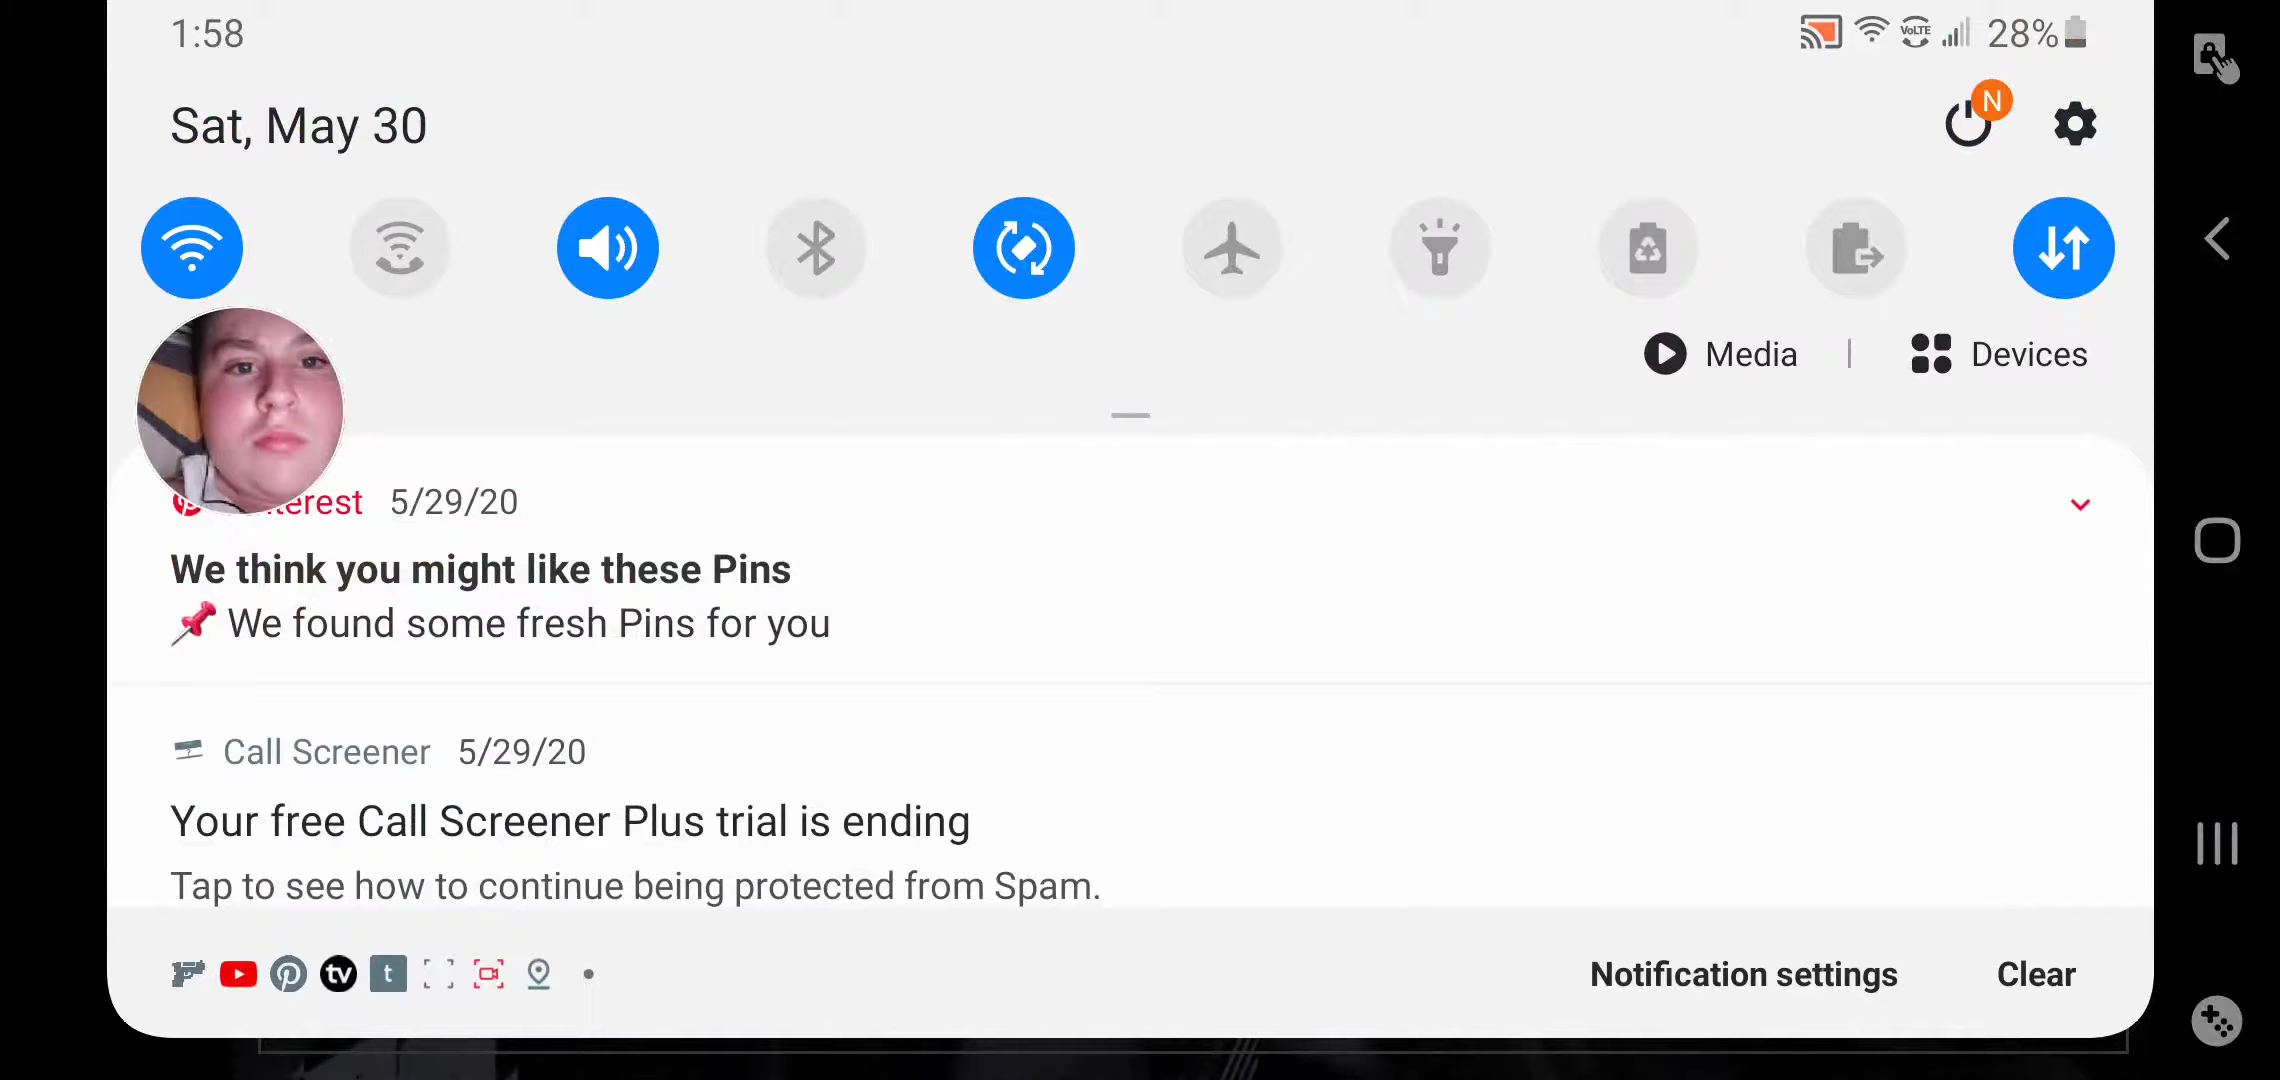 1:58
VoLTE
28%
Sat, May 30
N
Media | Devices
5/29/20
We think you might like these Pins
We found some fresh Pins for you
Call Screener 5/29/20
Your free Call Screener Plus trial is ending
Tap to see how to continue being protected from Spam.
tv
t
Notification settings
Clear